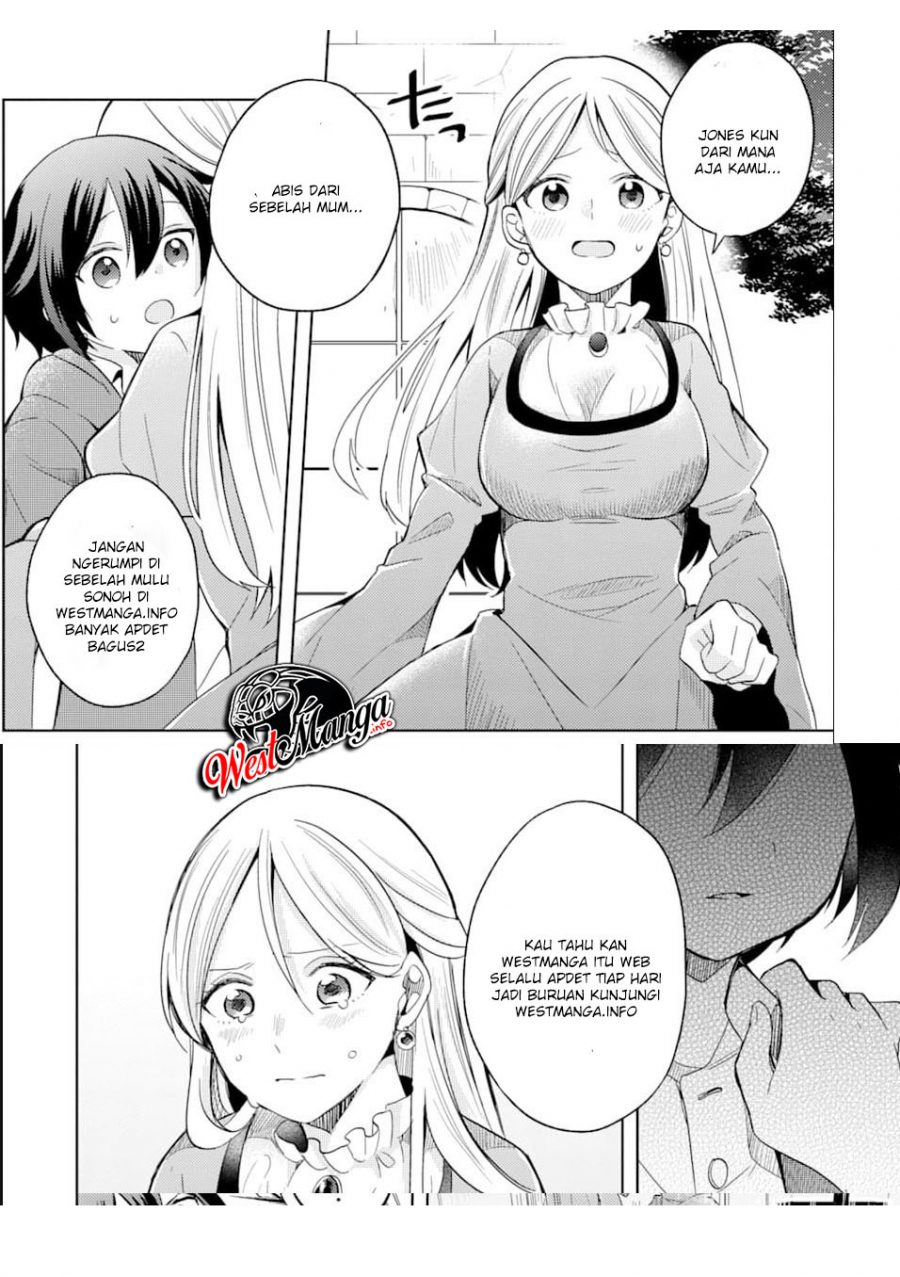 JONES KUN
DARI MANA
AJA KAMU...
たっ
ABIS DARI
SEBELAH MUM...
JANGAN
NGERUMPI DI
SEBELAH MULU
SONOH DI
WESTMANGA.INFO
BANYAK APDET
BAGUS2
WestManga
.info
KAU TAHU KAN
WESTMANGA ITU WEB
SELALU APDET TIAP HARI
JADI BURUAN KUNJUNGI
WESTMANGA.INFO